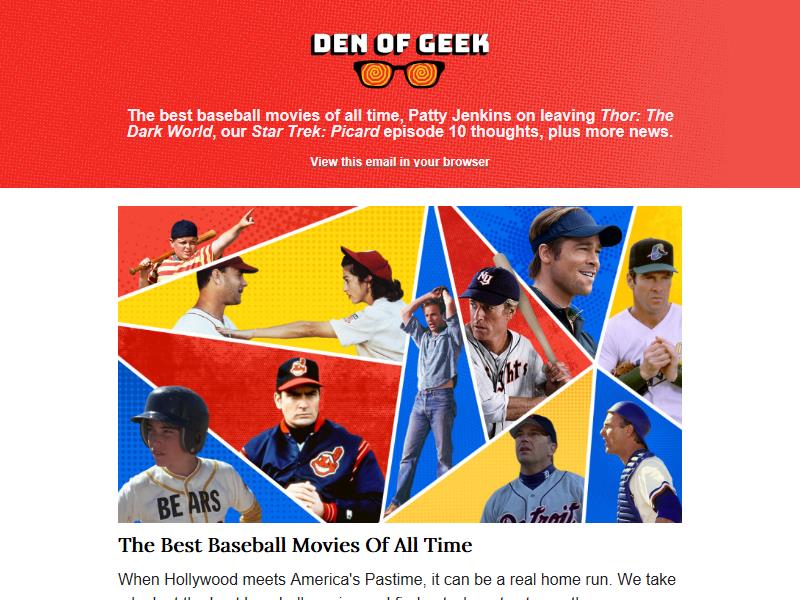 DEN OF GEEK
The best baseball movies of all time, Patty Jenkins on leaving Thor: The
Dark World, our Star Trek: Picard episode 10 thoughts, plus more news.
View this email in your browser
NY
ghts
BEARS
Detroit
The Best Baseball Movies Of All Time
When Hollywood meets America's Pastime, it can be a real home run. We take